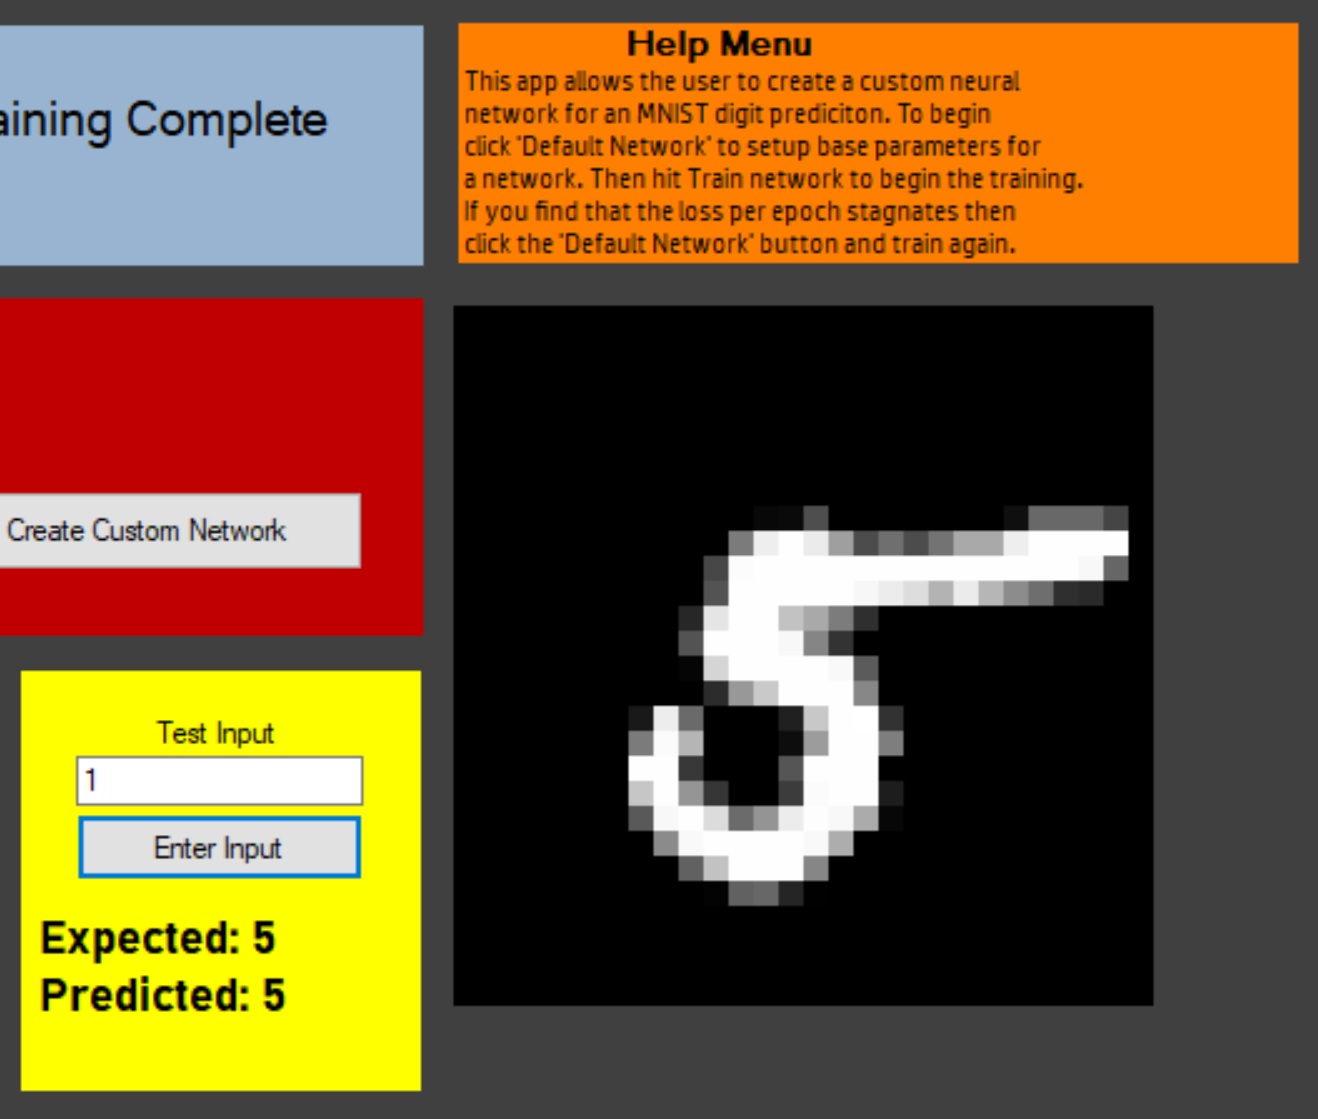 aining Complete
Help Menu
This app allows the user to create a custom neural
network for an MNIST digit prediciton. To begin
click 'Default Network' to setup base parameters for
a network. Then hit Train network to begin the training.
If you find that the loss per epoch stagnates then
click the 'Default Network' button and train again.
Create Custom Network
5
Test Input
1
Enter Input
Expected: 5
Predicted: 5